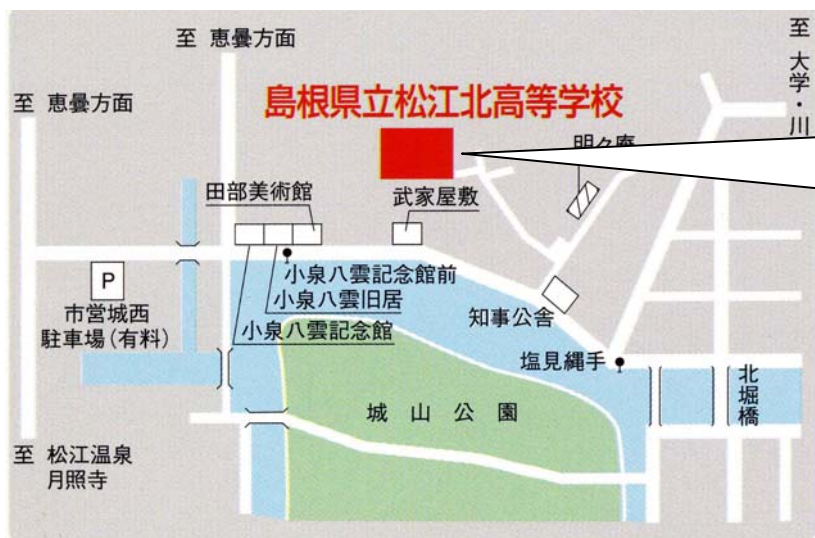 至 恵曇方面
至 恵曇方面
至 大学・川
島根県立松江北高等学校
田部美術館
武家屋敷
P
市営城西
駐車場(有料)
小泉八雲記念館前
小泉八雲旧居
小泉八雲記念館
知事公舎
塩見縄手
北堀橋
城山公園
至 松江温泉
月照寺